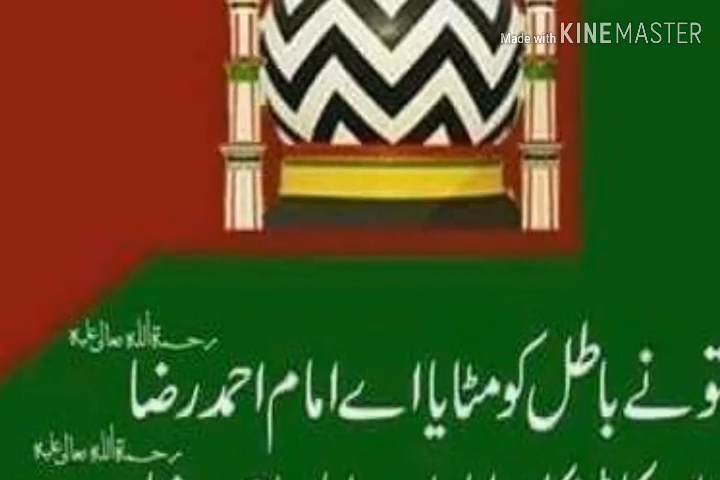 Made with KINEMASTER
رحمۃ اللہ تعالیٰ علیہ
تو نے باطل کو مٹایا اے امام احمد رضا
رحمۃ اللہ تعالیٰ علیہ